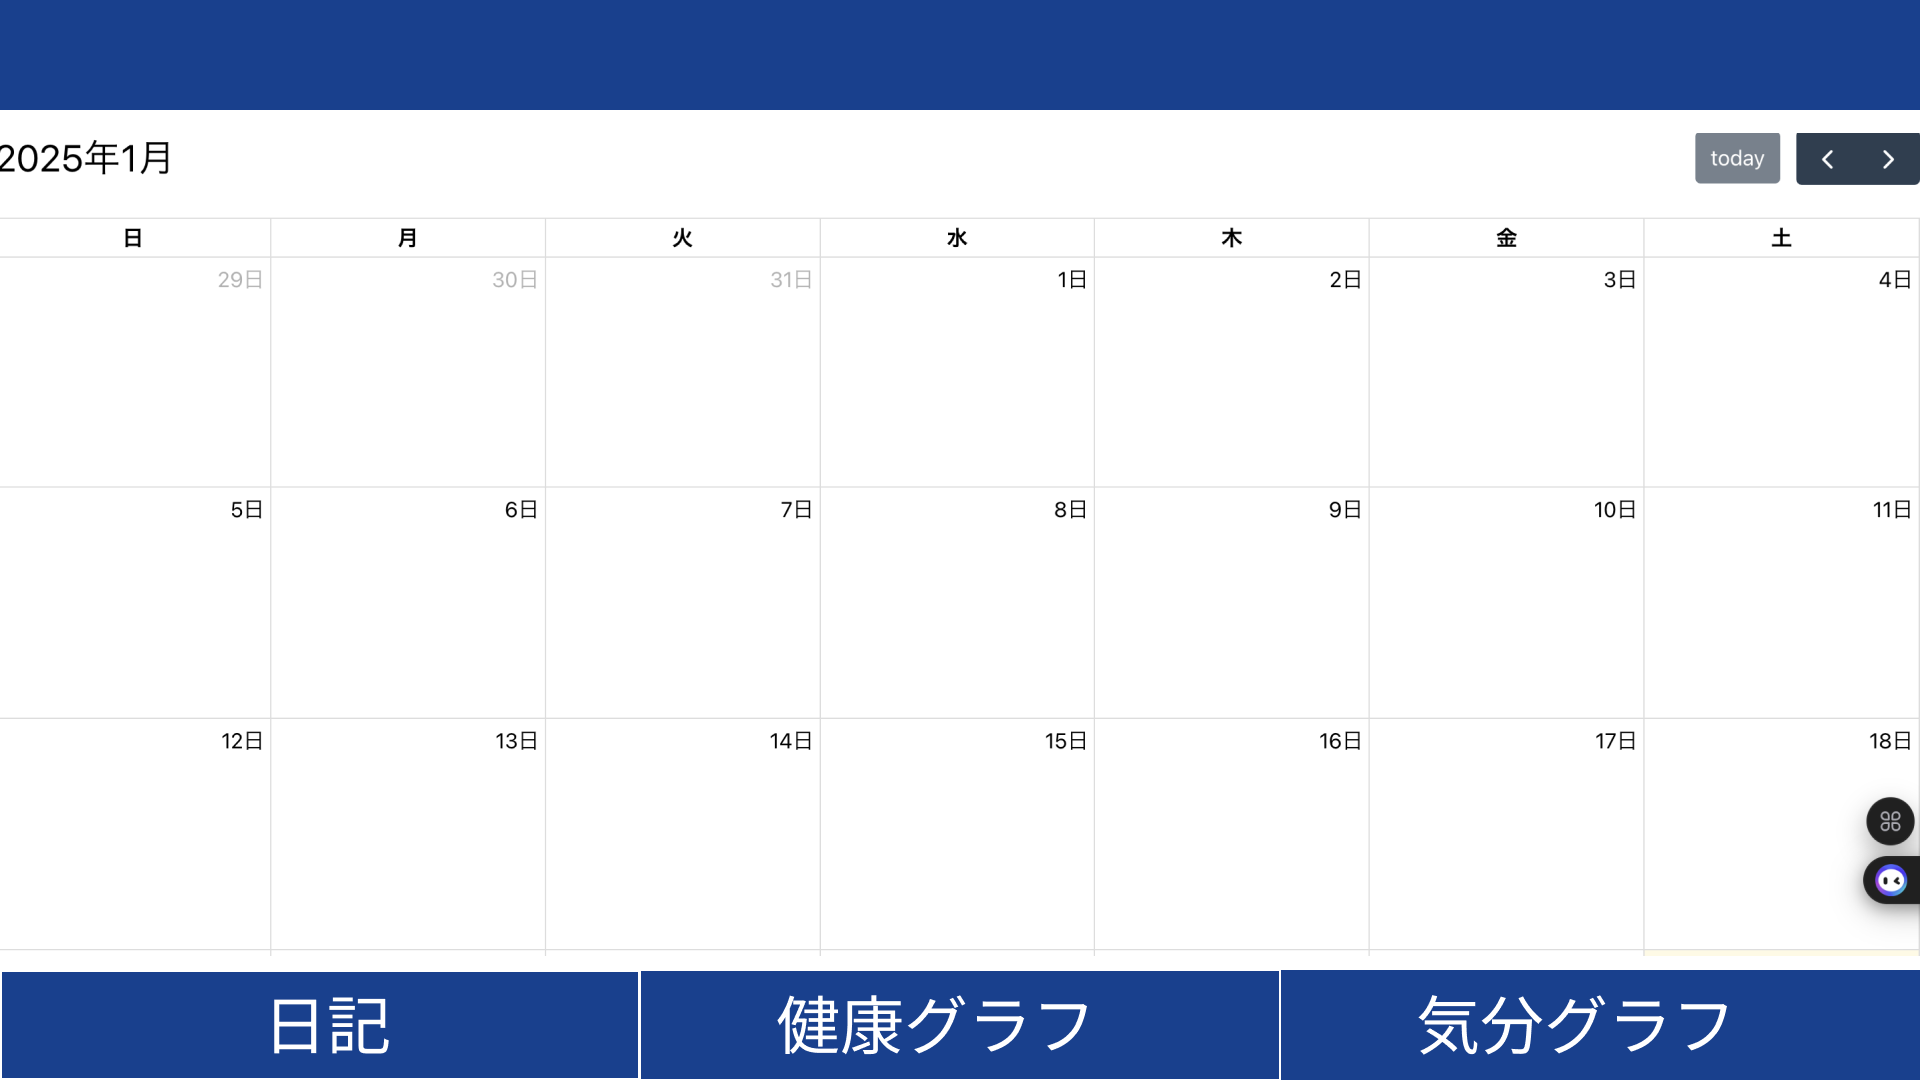 2025年1月 today
日 月 火 水 木 金 土
29日 30日 31日 1日 2日 3日 4日
5日 6日 7日 8日 9日 10日 11日
12日 13日 14日 15日 16日 17日 18日
日記 健康グラフ 気分グラフ